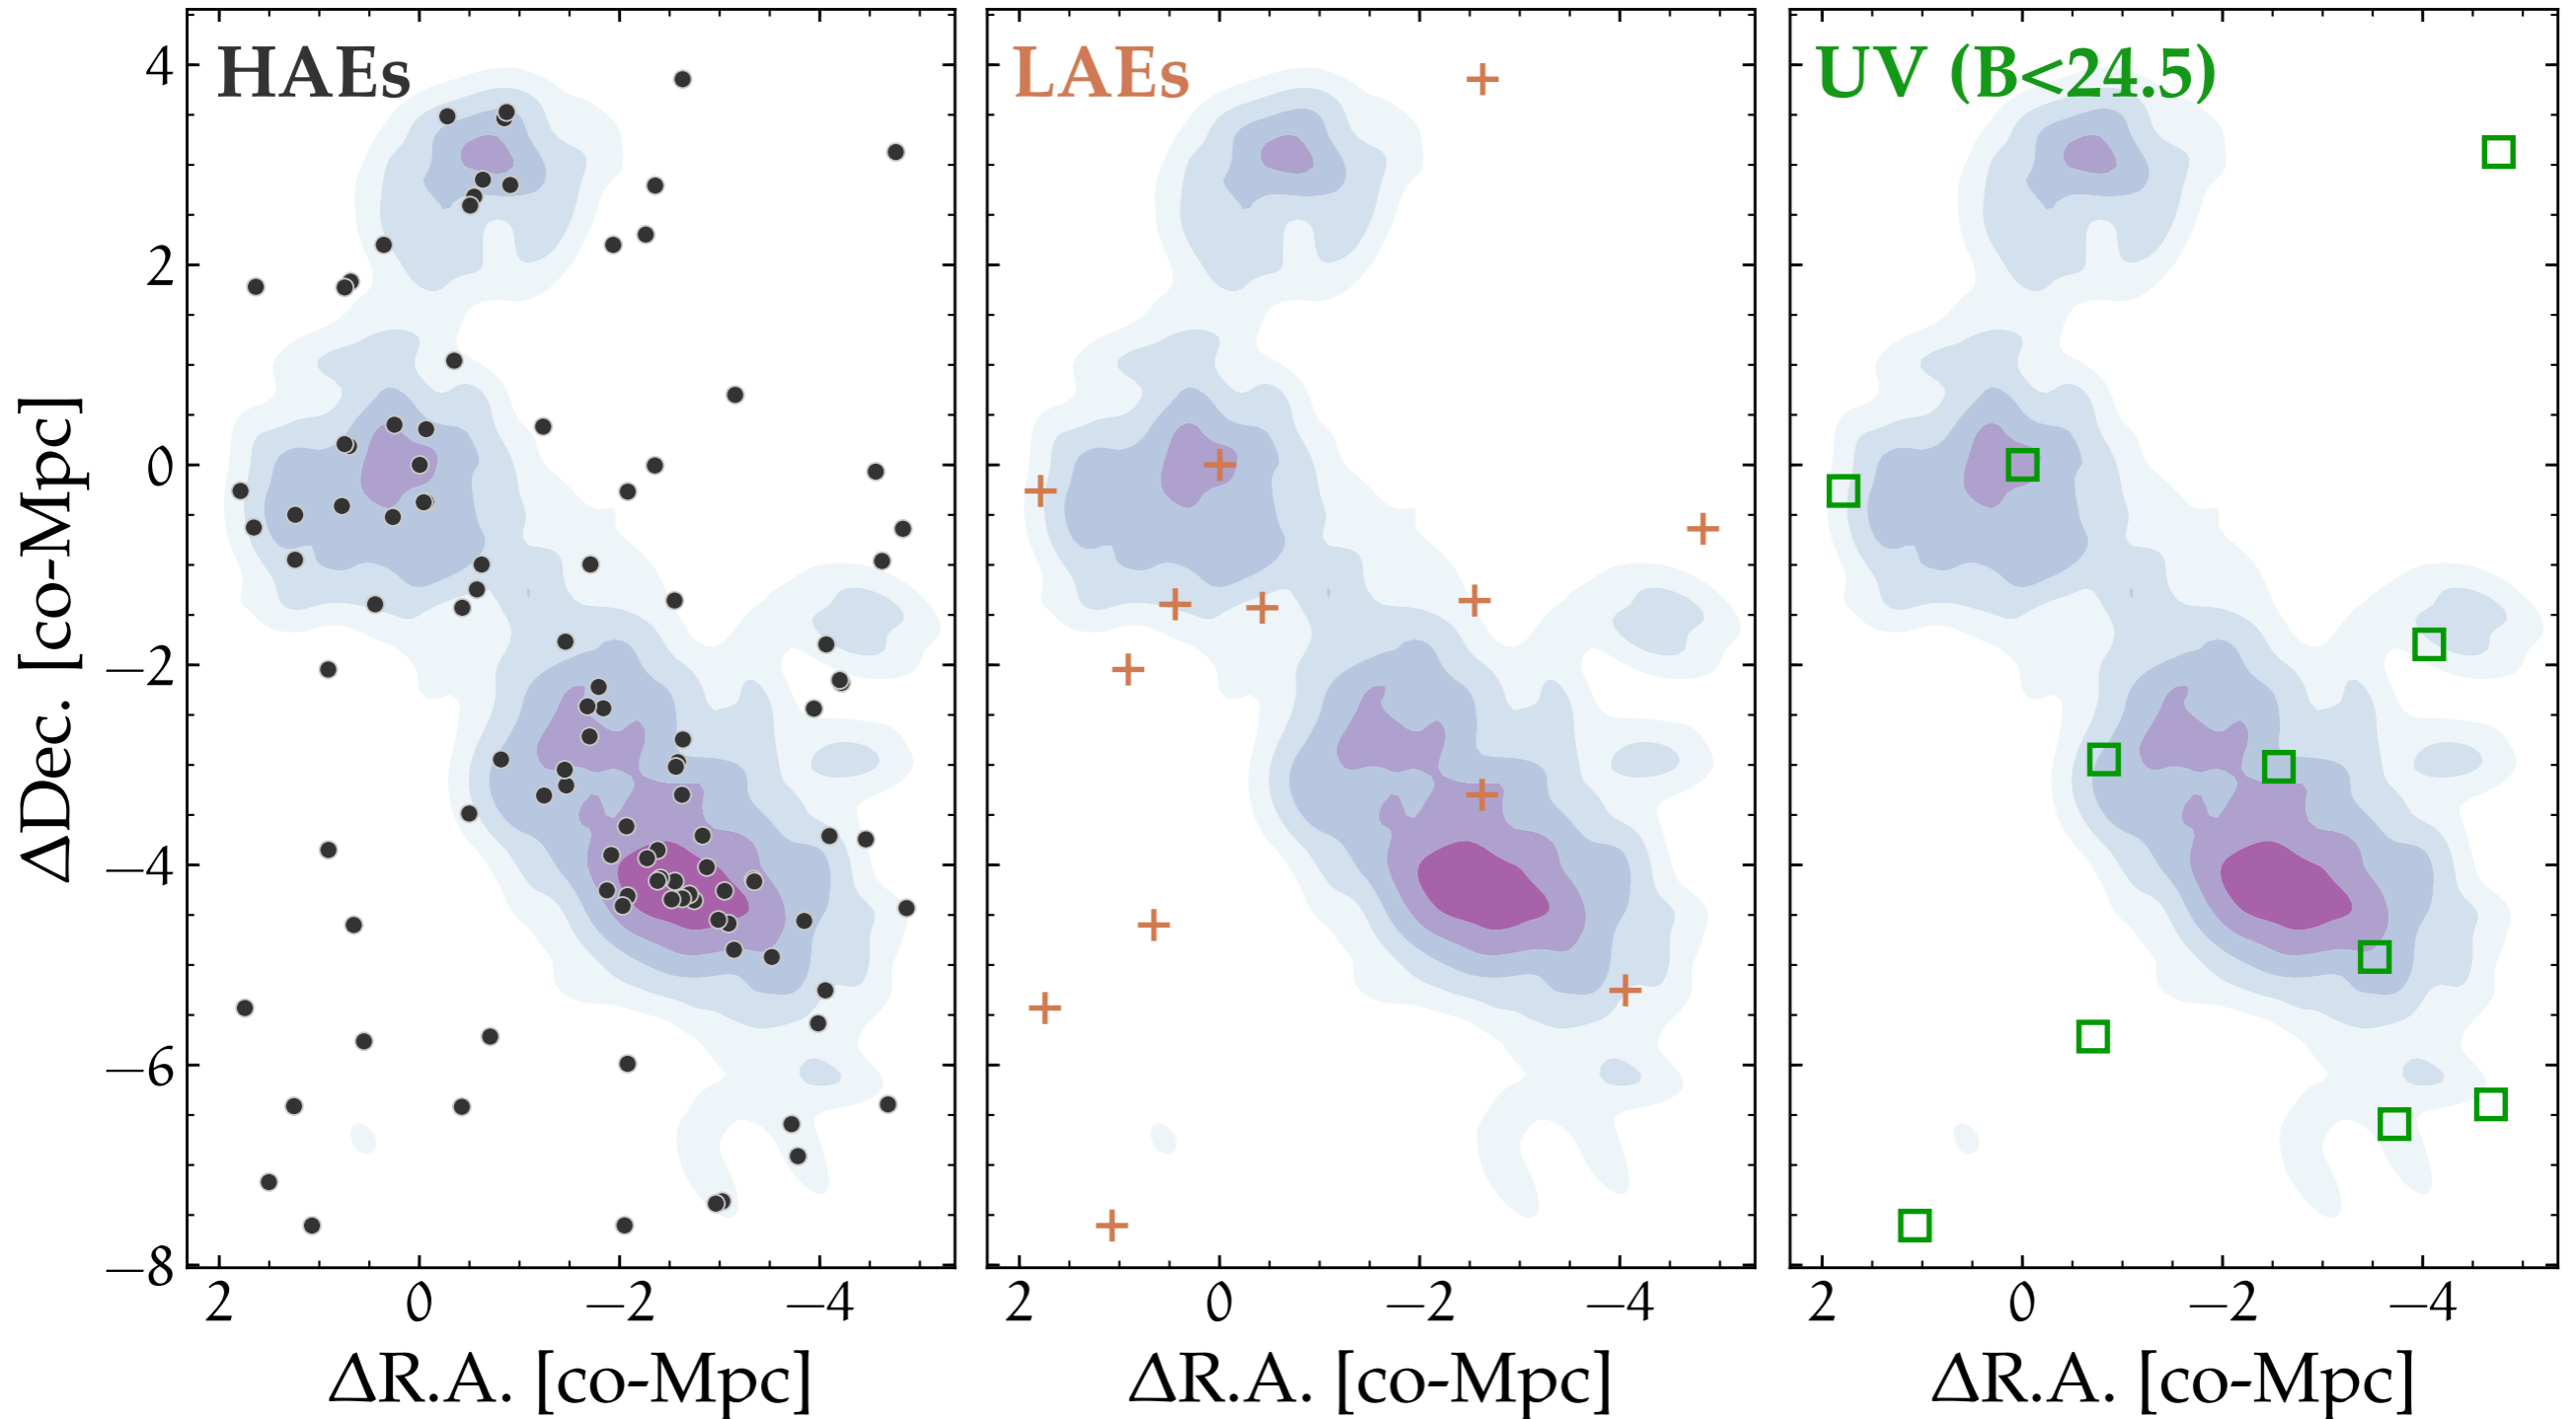 HAEs
LAEs
UV (B<24.5)
4
2
0
−2
−4
−6
−8
ΔDec. [co-Mpc]
2 0 −2 −4
2 0 −2 −4
2 0 −2 −4
ΔR.A. [co-Mpc]
ΔR.A. [co-Mpc]
ΔR.A. [co-Mpc]